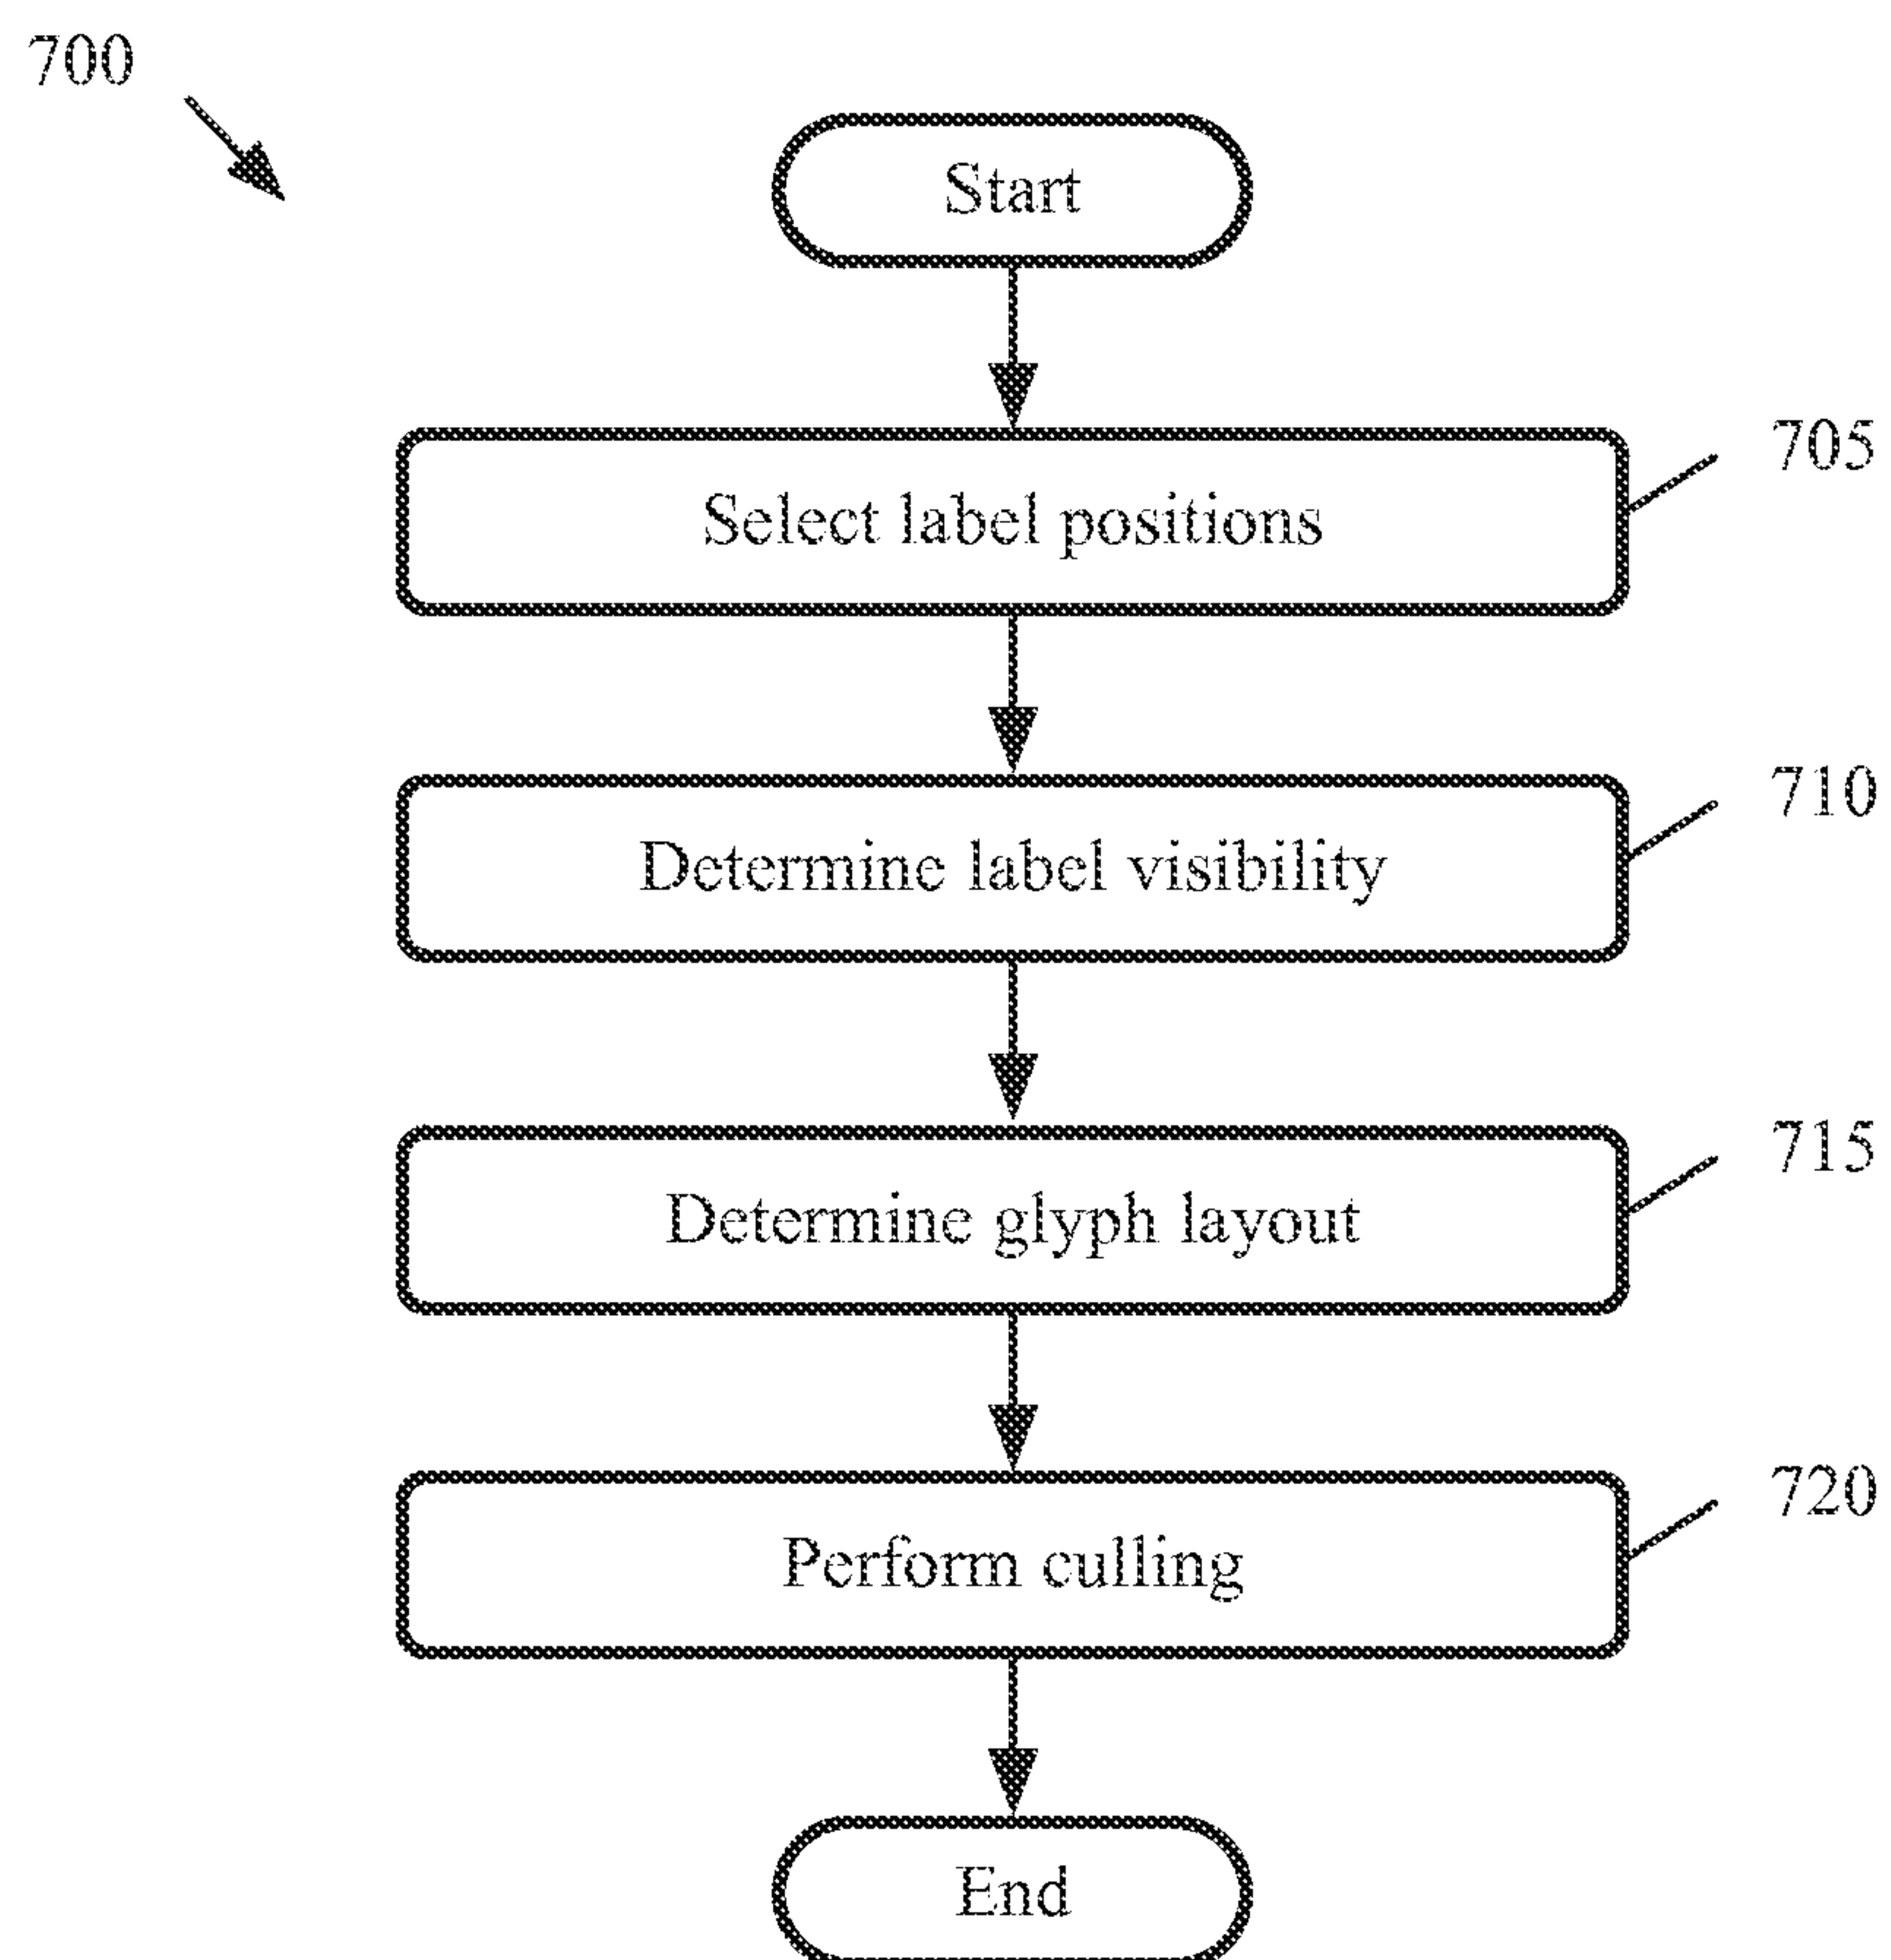 700
Start
705
Select label positions
710
Determine label visibility
715
Determine glyph layout
720
Perform culling
End